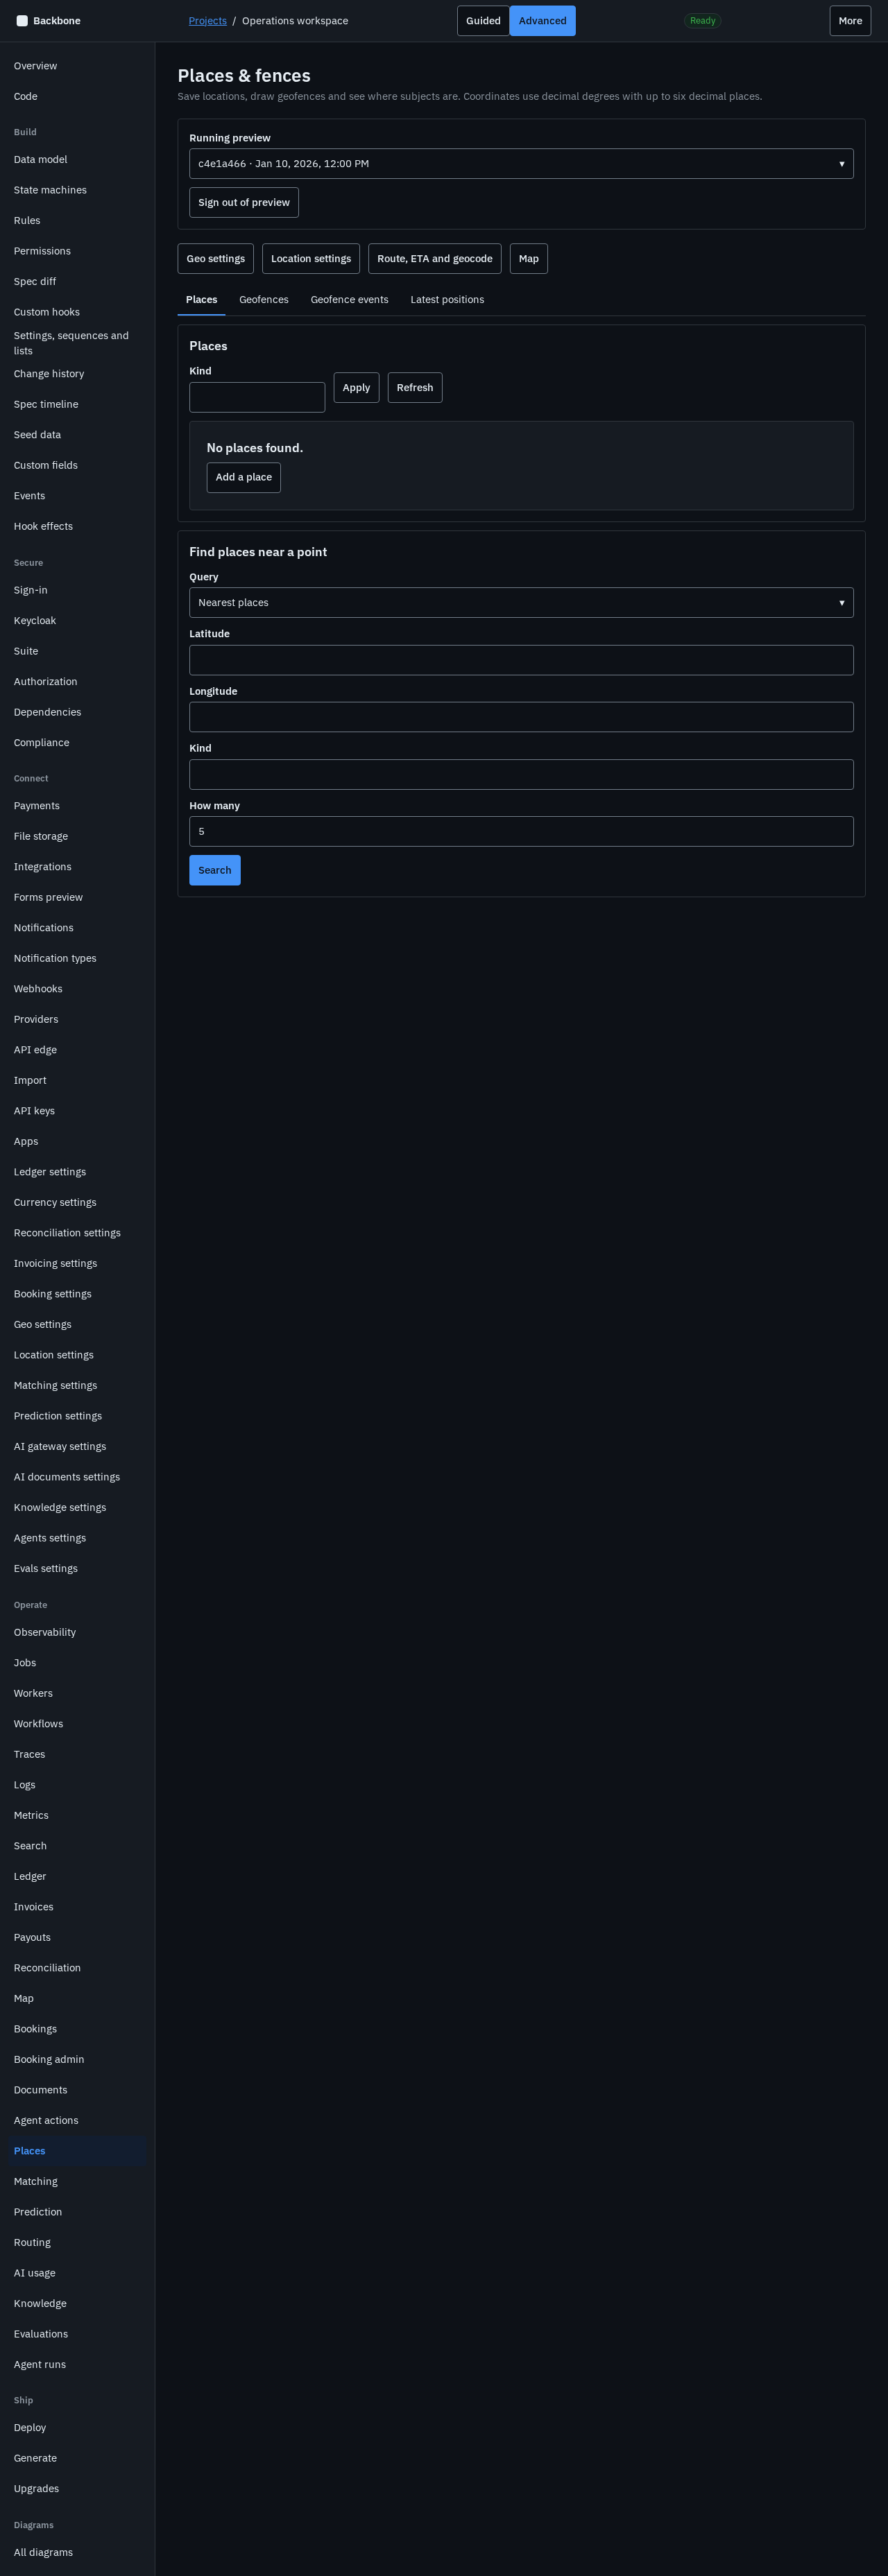 Backbone
Projects / Operations workspace
Guided
Advanced
Ready
More
Overview
Code
Build
Data model
State machines
Rules
Permissions
Spec diff
Custom hooks
Settings, sequences and
lists
Change history
Spec timeline
Seed data
Custom fields
Events
Hook effects
Secure
Sign-in
Keycloak
Suite
Authorization
Dependencies
Compliance
Connect
Payments
File storage
Integrations
Forms preview
Notifications
Notification types
Webhooks
Providers
API edge
Import
API keys
Apps
Ledger settings
Currency settings
Reconciliation settings
Invoicing settings
Booking settings
Geo settings
Location settings
Matching settings
Prediction settings
AI gateway settings
AI documents settings
Knowledge settings
Agents settings
Evals settings
Operate
Observability
Jobs
Workers
Workflows
Traces
Logs
Metrics
Search
Ledger
Invoices
Payouts
Reconciliation
Map
Bookings
Booking admin
Documents
Agent actions
Places
Matching
Prediction
Routing
AI usage
Knowledge
Evaluations
Agent runs
Ship
Deploy
Generate
Upgrades
Diagrams
All diagrams
Places & fences
Save locations, draw geofences and see where subjects are. Coordinates use decimal degrees with up to six decimal places.
Running preview
c4e1a466 · Jan 10, 2026, 12:00 PM
Sign out of preview
Geo settings
Location settings
Route, ETA and geocode
Map
Places
Geofences
Geofence events
Latest positions
Places
Kind
Apply
Refresh
No places found.
Add a place
Find places near a point
Query
Nearest places
Latitude
Longitude
Kind
How many
5
Search